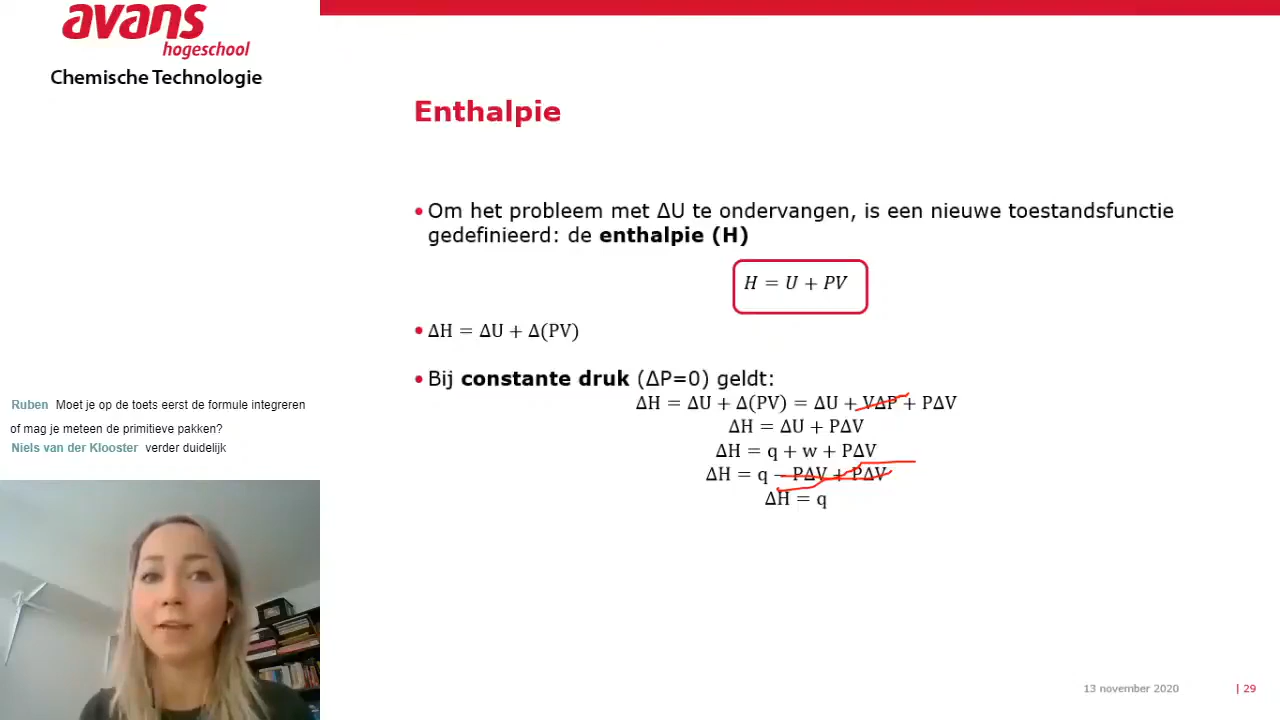 avans
hogeschool
Chemische Technologie
Enthalpie
• Om het probleem met ΔU te ondervangen, is een nieuwe toestandsfunctie
gedefinieerd: de enthalpie (H)
H = U + PV
• ΔH = ΔU + Δ(PV)
• Bij constante druk (ΔP=0) geldt:
ΔH = ΔU + Δ(PV) = ΔU + VΔP + PΔV
ΔH = ΔU + PΔV
ΔH = q + w + PΔV
ΔH = q − PΔV + PΔV
ΔH = q
Ruben Moet je op de toets eerst de formule integreren
of mag je meteen de primitieve pakken?
Niels van der Klooster verder duidelijk
13 november 2020 | 29